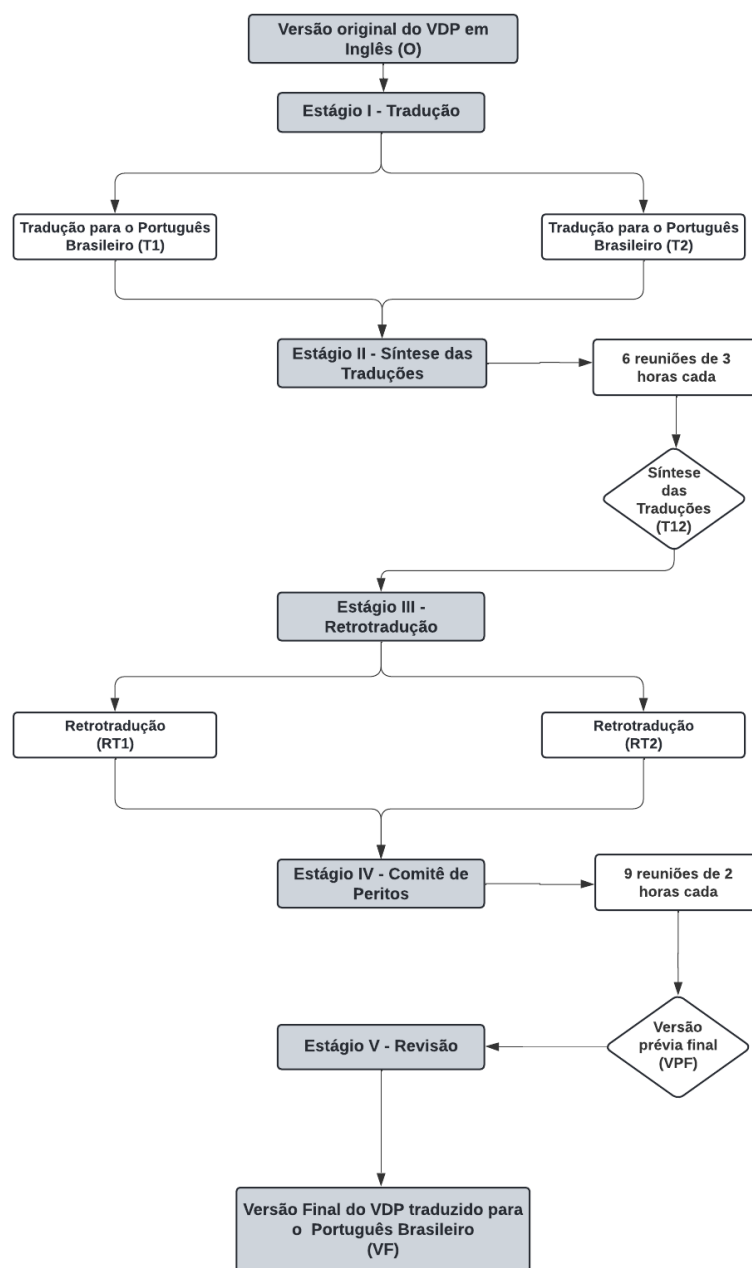 Versão original do VDP em
Inglês (O)
Estágio I - Tradução
Tradução para o Português
Brasileiro (T1)
Tradução para o Português
Brasileiro (T2)
Estágio II - Síntese das
Traduções
6 reuniões de 3
horas cada
Síntese
das
Traduções
(T12)
Estágio III -
Retrotradução
Retrotradução
(RT1)
Retrotradução
(RT2)
Estágio IV - Comitê de
Peritos
9 reuniões de 2
horas cada
Versão
prévia final
(VPF)
Estágio V - Revisão
Versão Final do VDP traduzido para
o Português Brasileiro
(VF)